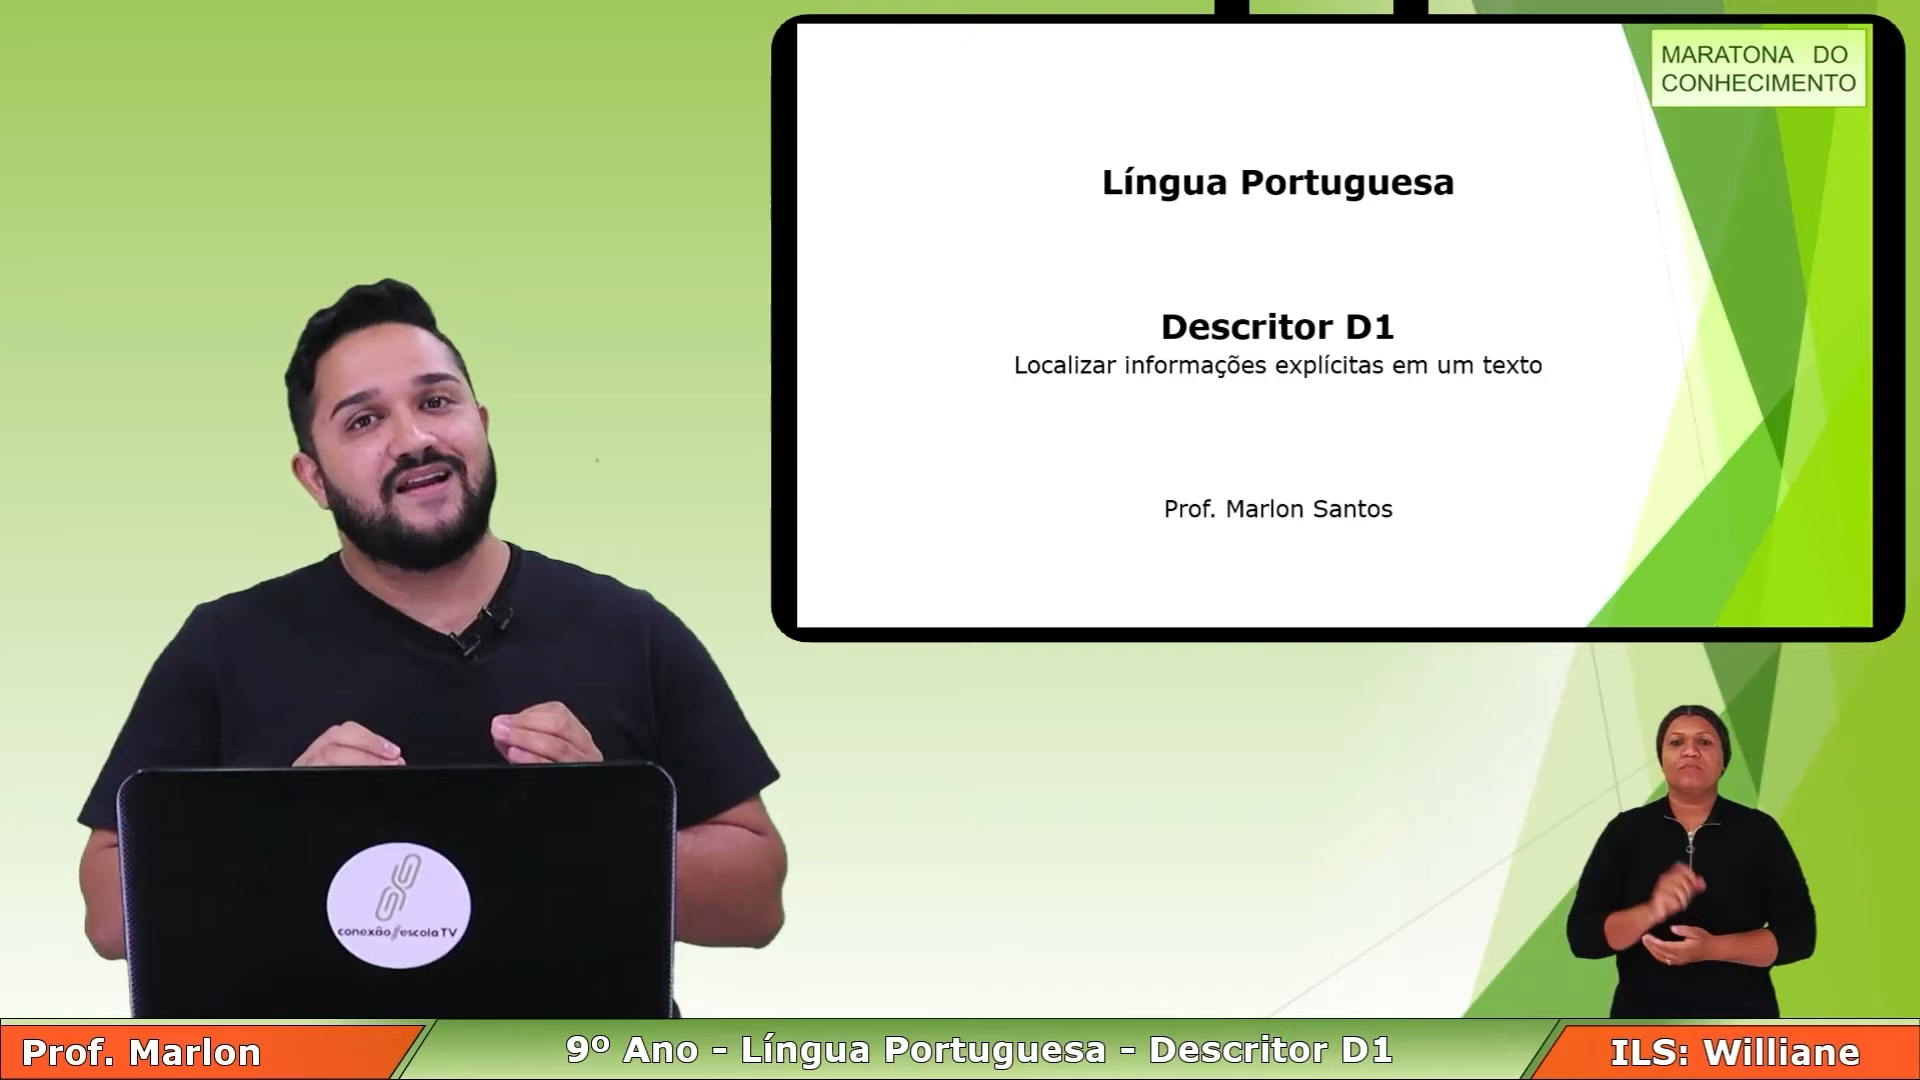 MARATONA DO
CONHECIMENTO
Língua Portuguesa
Descritor D1
Localizar informações explícitas em um texto
Prof. Marlon Santos
conexão escola TV
Prof. Marlon
9º Ano - Língua Portuguesa - Descritor D1
ILS: Williane